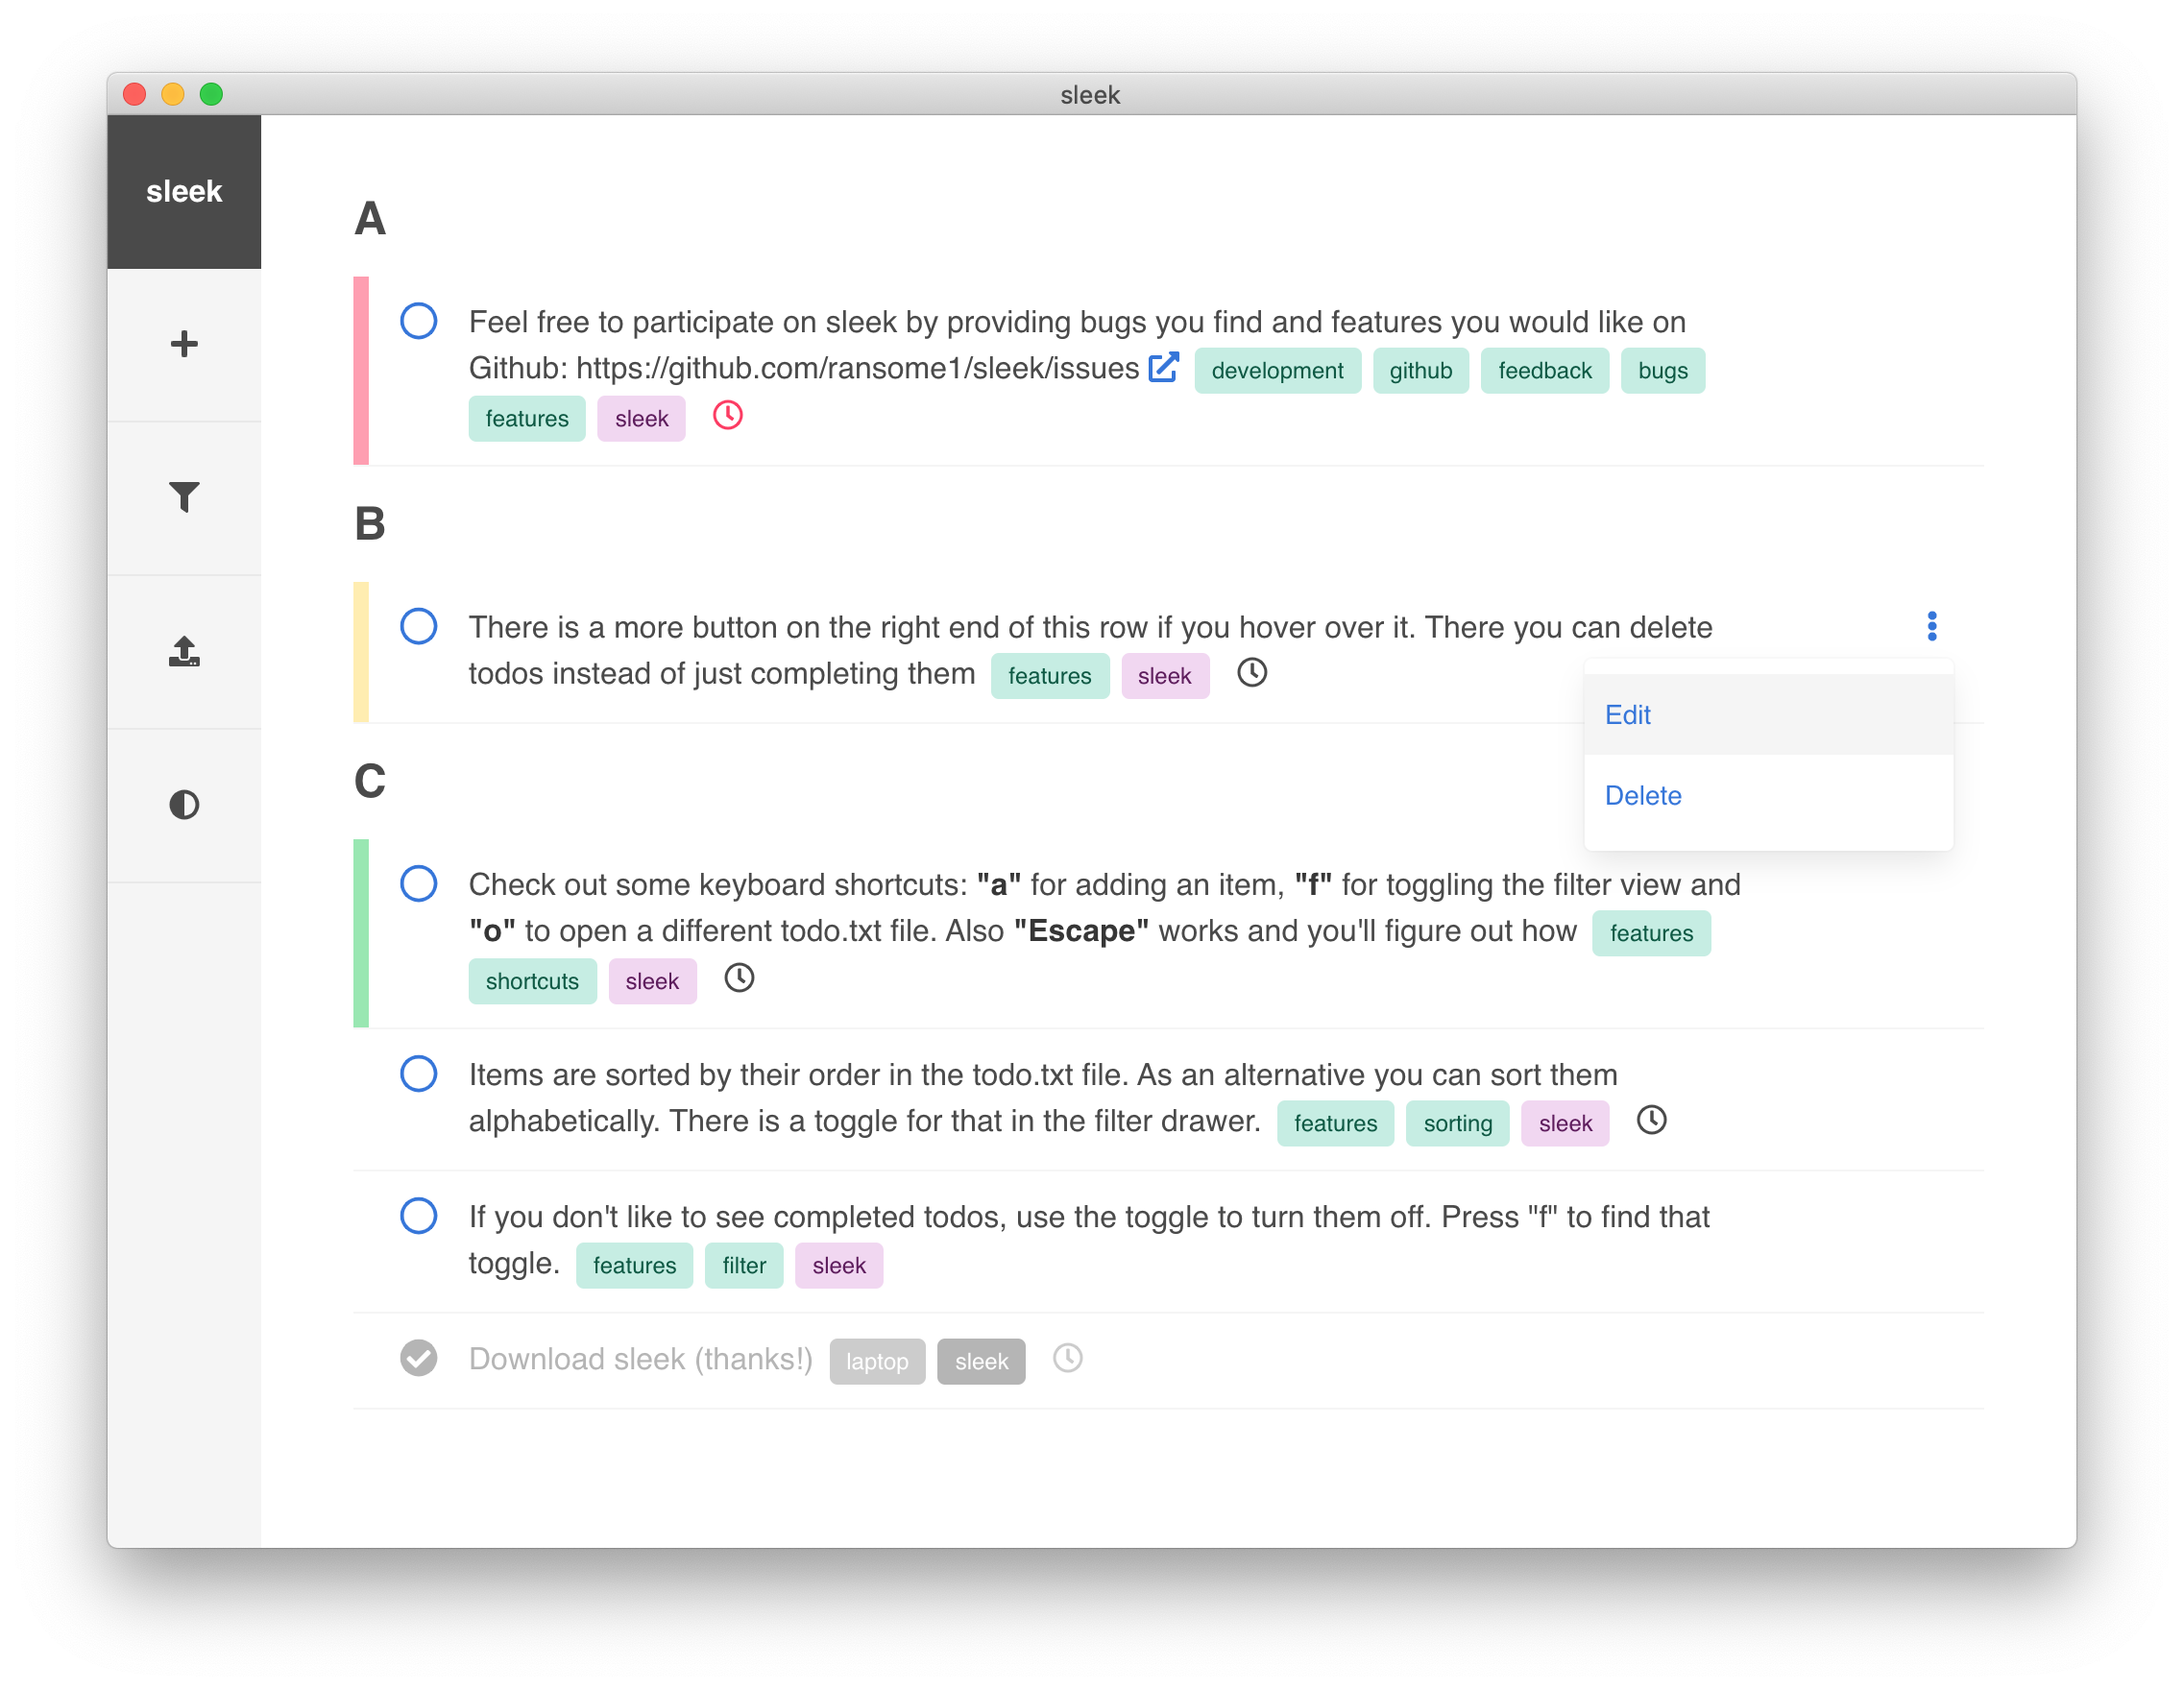 sleek
sleek
A
Feel free to participate on sleek by providing bugs you find and features you would like on
Github: https://github.com/ransome1/sleek/issues development github feedback bugs
features sleek
B
There is a more button on the right end of this row if you hover over it. There you can delete
todos instead of just completing them features sleek
Edit
Delete
C
Check out some keyboard shortcuts: "a" for adding an item, "f" for toggling the filter view and
"o" to open a different todo.txt file. Also "Escape" works and you'll figure out how features
shortcuts sleek
Items are sorted by their order in the todo.txt file. As an alternative you can sort them
alphabetically. There is a toggle for that in the filter drawer. features sorting sleek
If you don't like to see completed todos, use the toggle to turn them off. Press "f" to find that
toggle. features filter sleek
Download sleek (thanks!) laptop sleek